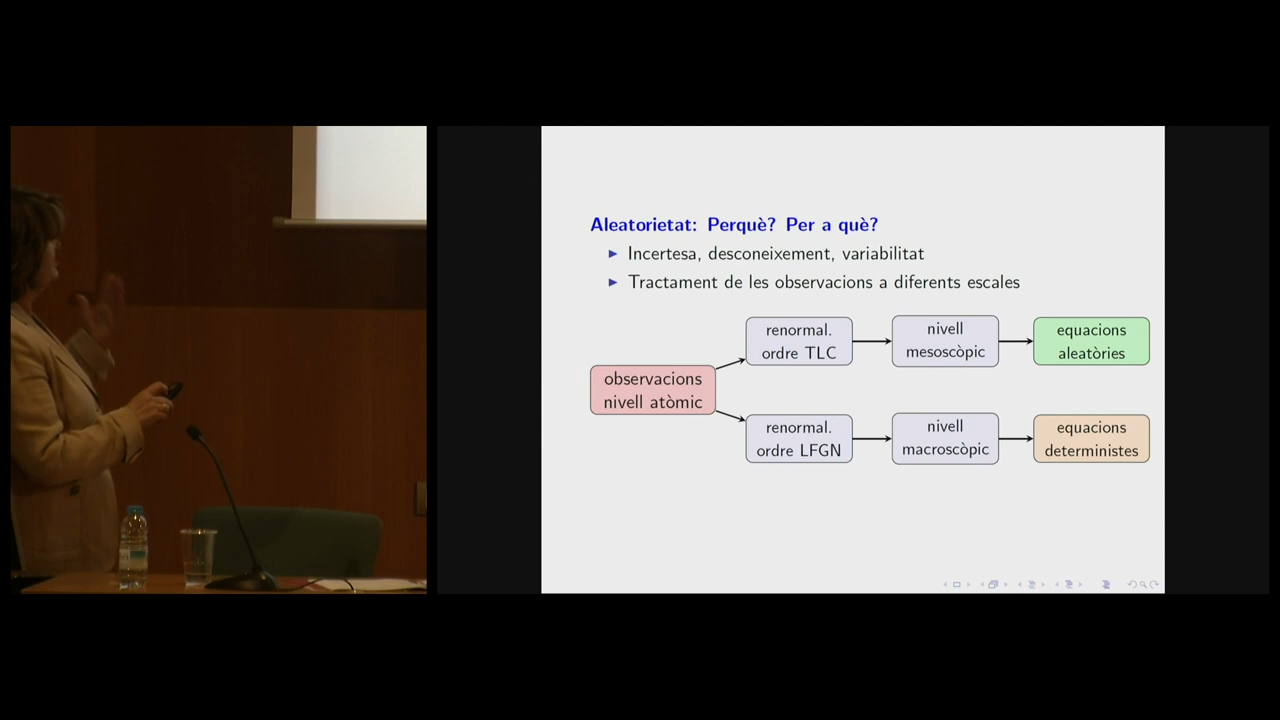 Aleatorietat: Perquè? Per a què?
Incertesa, desconeixement, variabilitat
Tractament de les observacions a diferents escales
observacions
nivell atòmic
renormal.
ordre TLC
nivell
mesoscòpic
equacions
aleatòries
renormal.
ordre LFGN
nivell
macroscòpic
equacions
deterministes